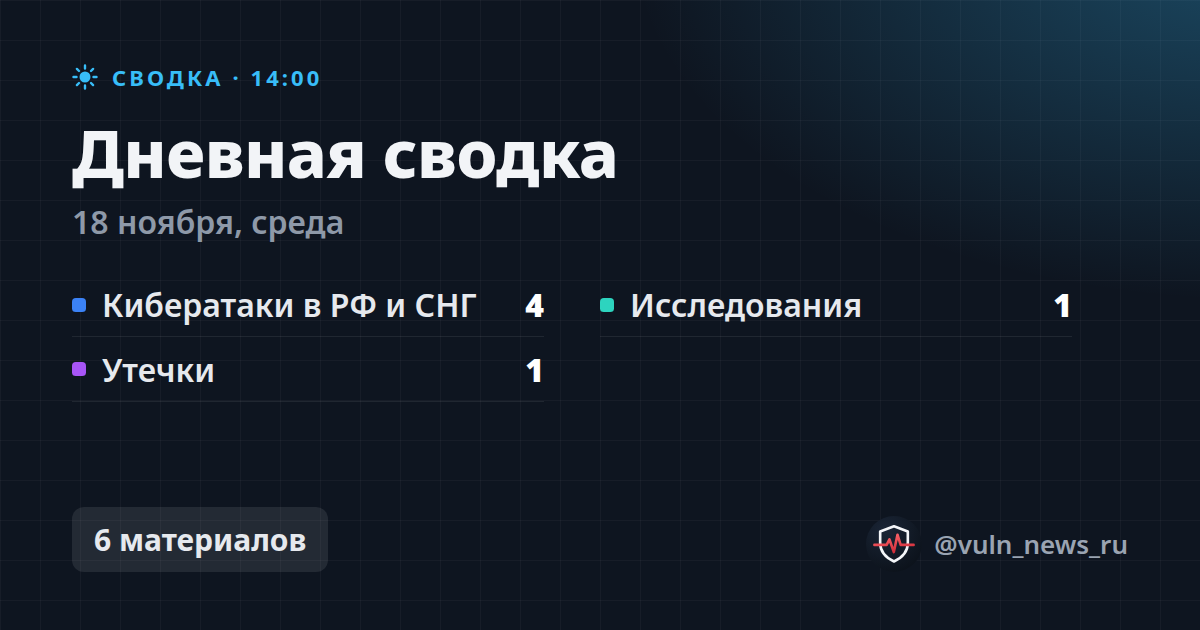 СВОДКА · 14:00
Дневная сводка
18 ноября, среда
Кибератаки в РФ и СНГ 4
Исследования 1
Утечки 1
6 материалов
@vuln_news_ru